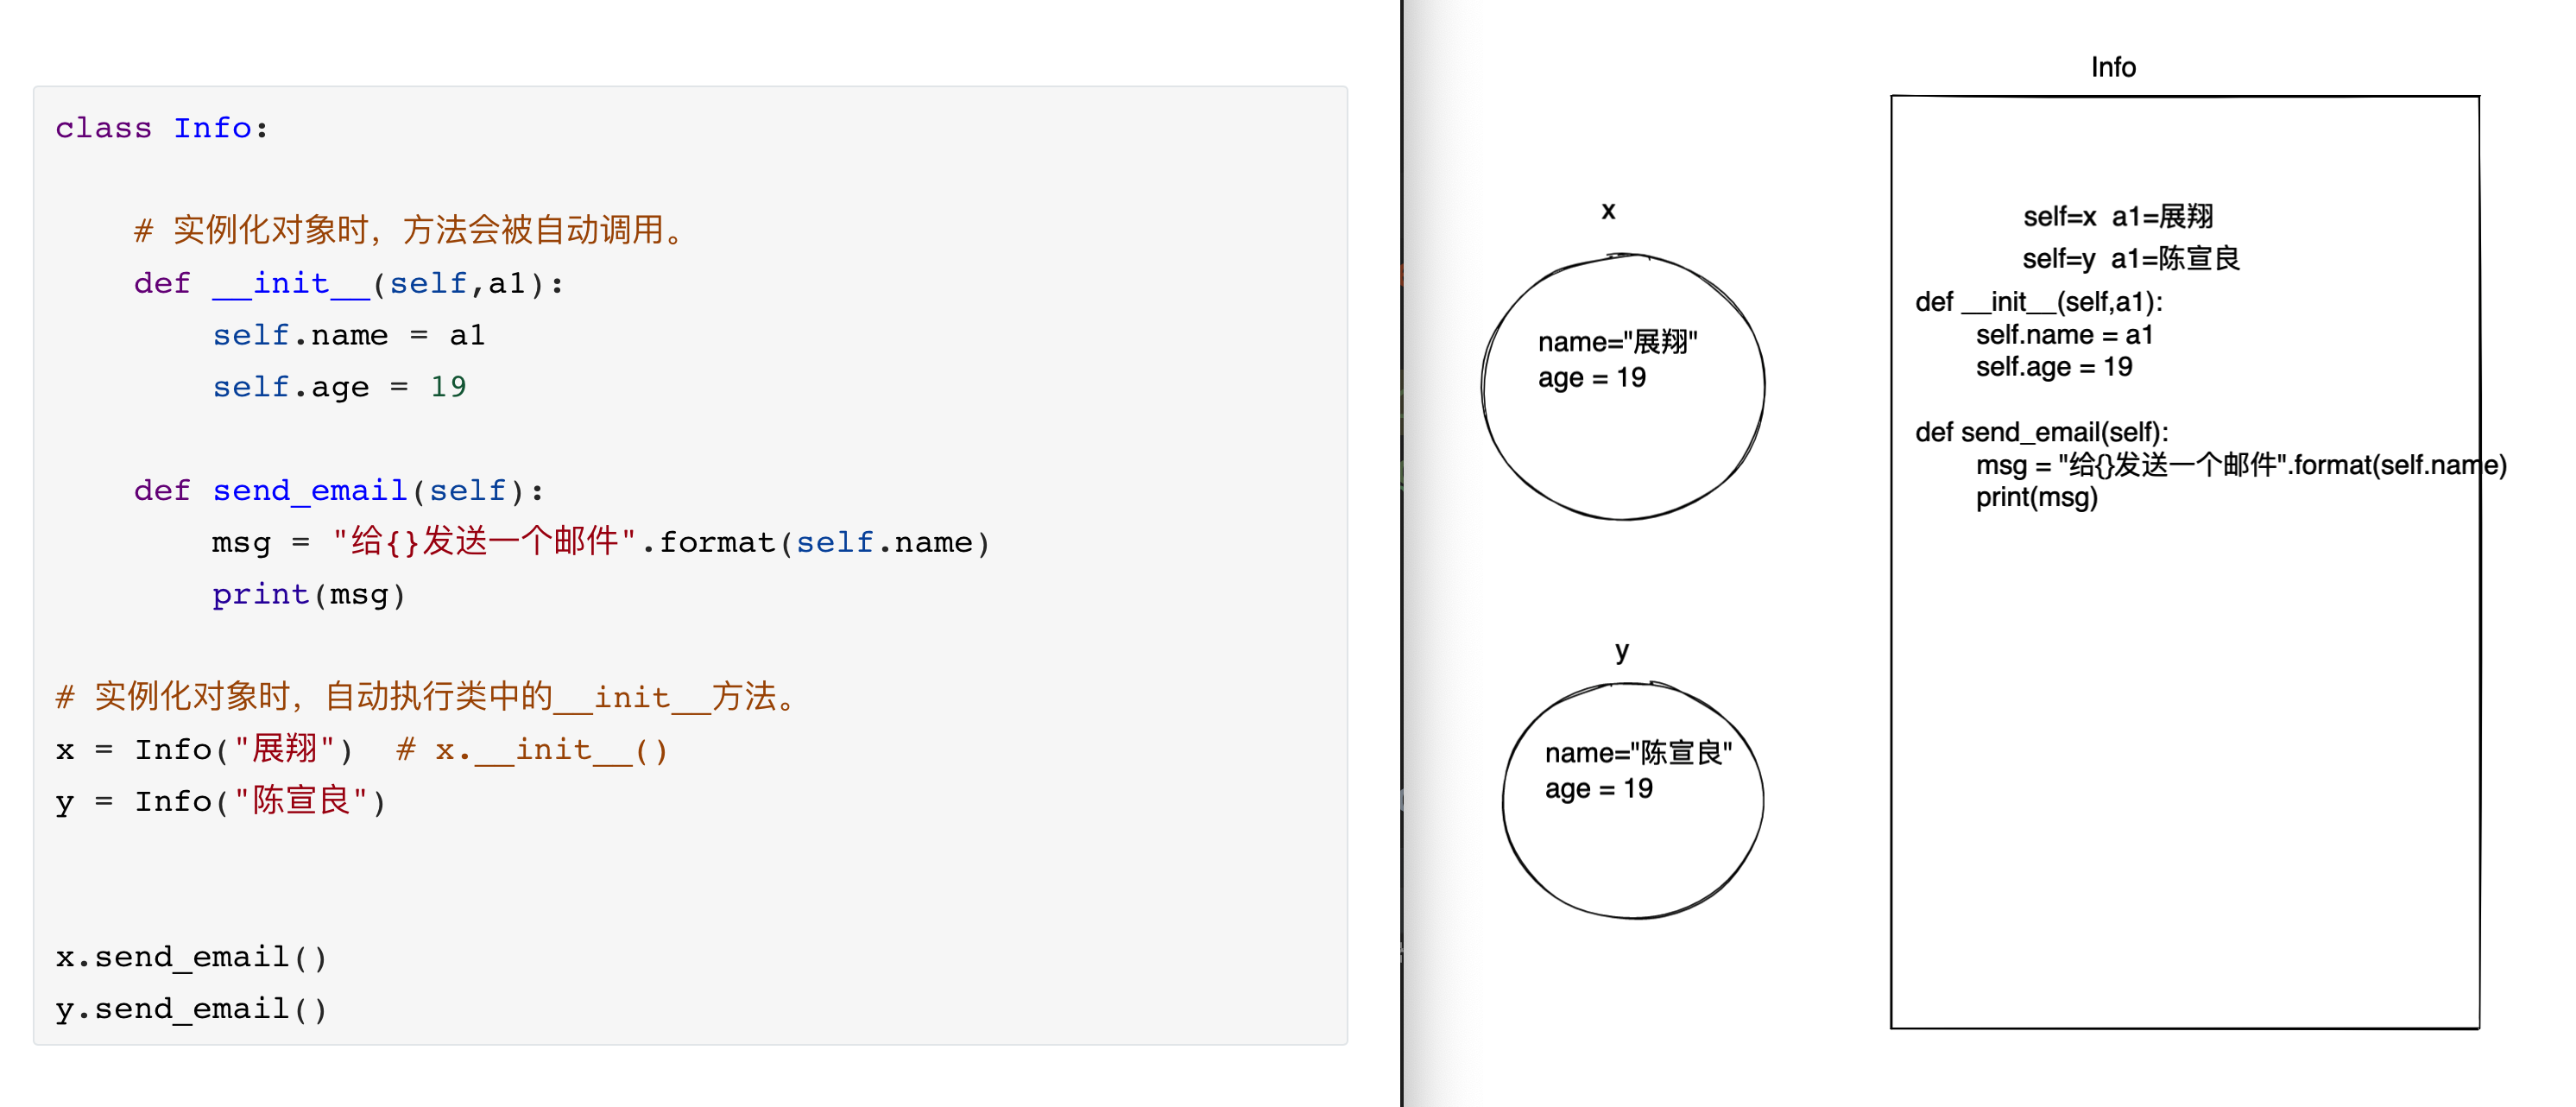 class Info:
# 实例化对象时，方法会被自动调用。
def __init__(self,a1):
self.name = a1
self.age = 19
def send_email(self):
msg = "给{}发送一个邮件".format(self.name)
print(msg)
# 实例化对象时，自动执行类中的__init__方法。
x = Info("展翔")  # x.__init__()
y = Info("陈宣良")
x.send_email()
y.send_email()
x
name="展翔"
age = 19
y
name="陈宣良"
age = 19
Info
self=x  a1=展翔
self=y  a1=陈宣良
def __init__(self,a1):
self.name = a1
self.age = 19
def send_email(self):
msg = "给{}发送一个邮件".format(self.name)
print(msg)